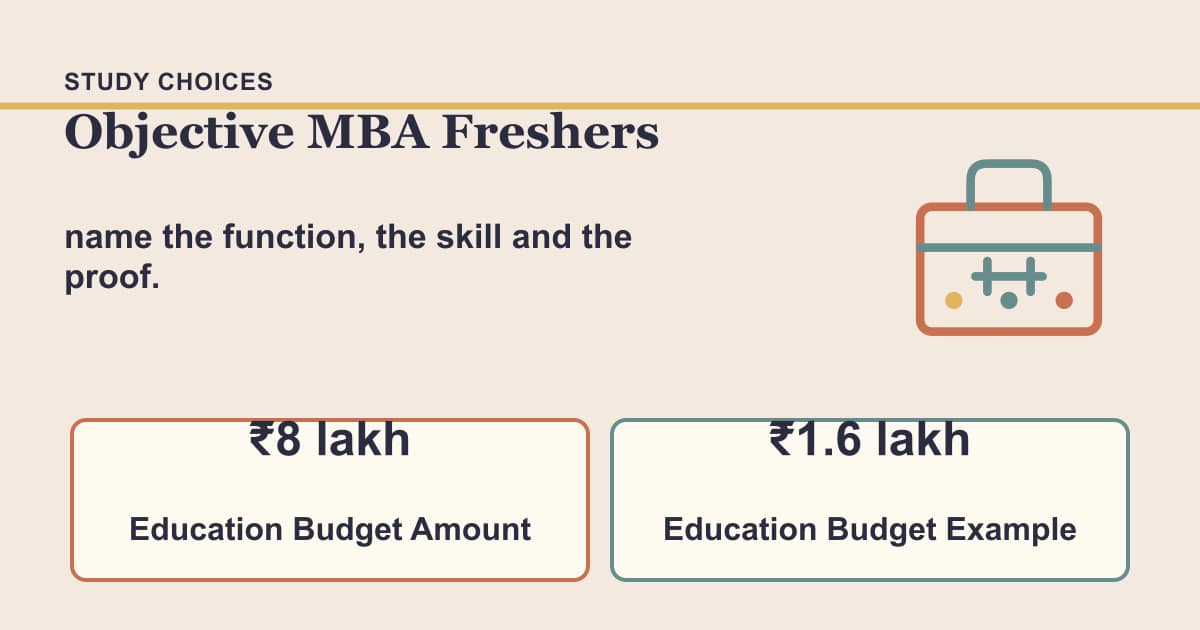 STUDY CHOICES
Objective MBA Freshers
name the function, the skill and the
proof.
₹8 lakh
Education Budget Amount
₹1.6 lakh
Education Budget Example